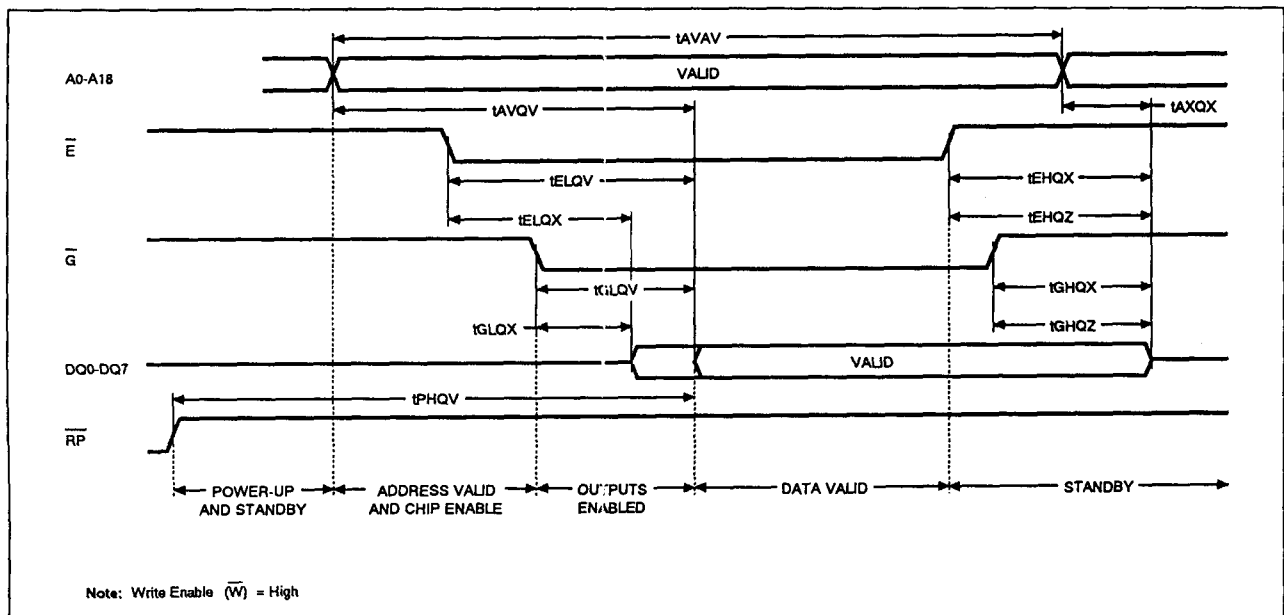 tAVAV
A0-A18
VALID
tAVQV
tAXQX
E̅
tELQV
tEHQX
tELQX
tEHQZ
G̅
tGLQV
tGHQX
tGLQX
tGHQZ
DQ0-DQ7
VALID
tPHQV
R̅P̅
POWER-UP
AND STANDBY
ADDRESS VALID
AND CHIP ENABLE
OUTPUTS
ENABLED
DATA VALID
STANDBY
Note: Write Enable (W̅) = High